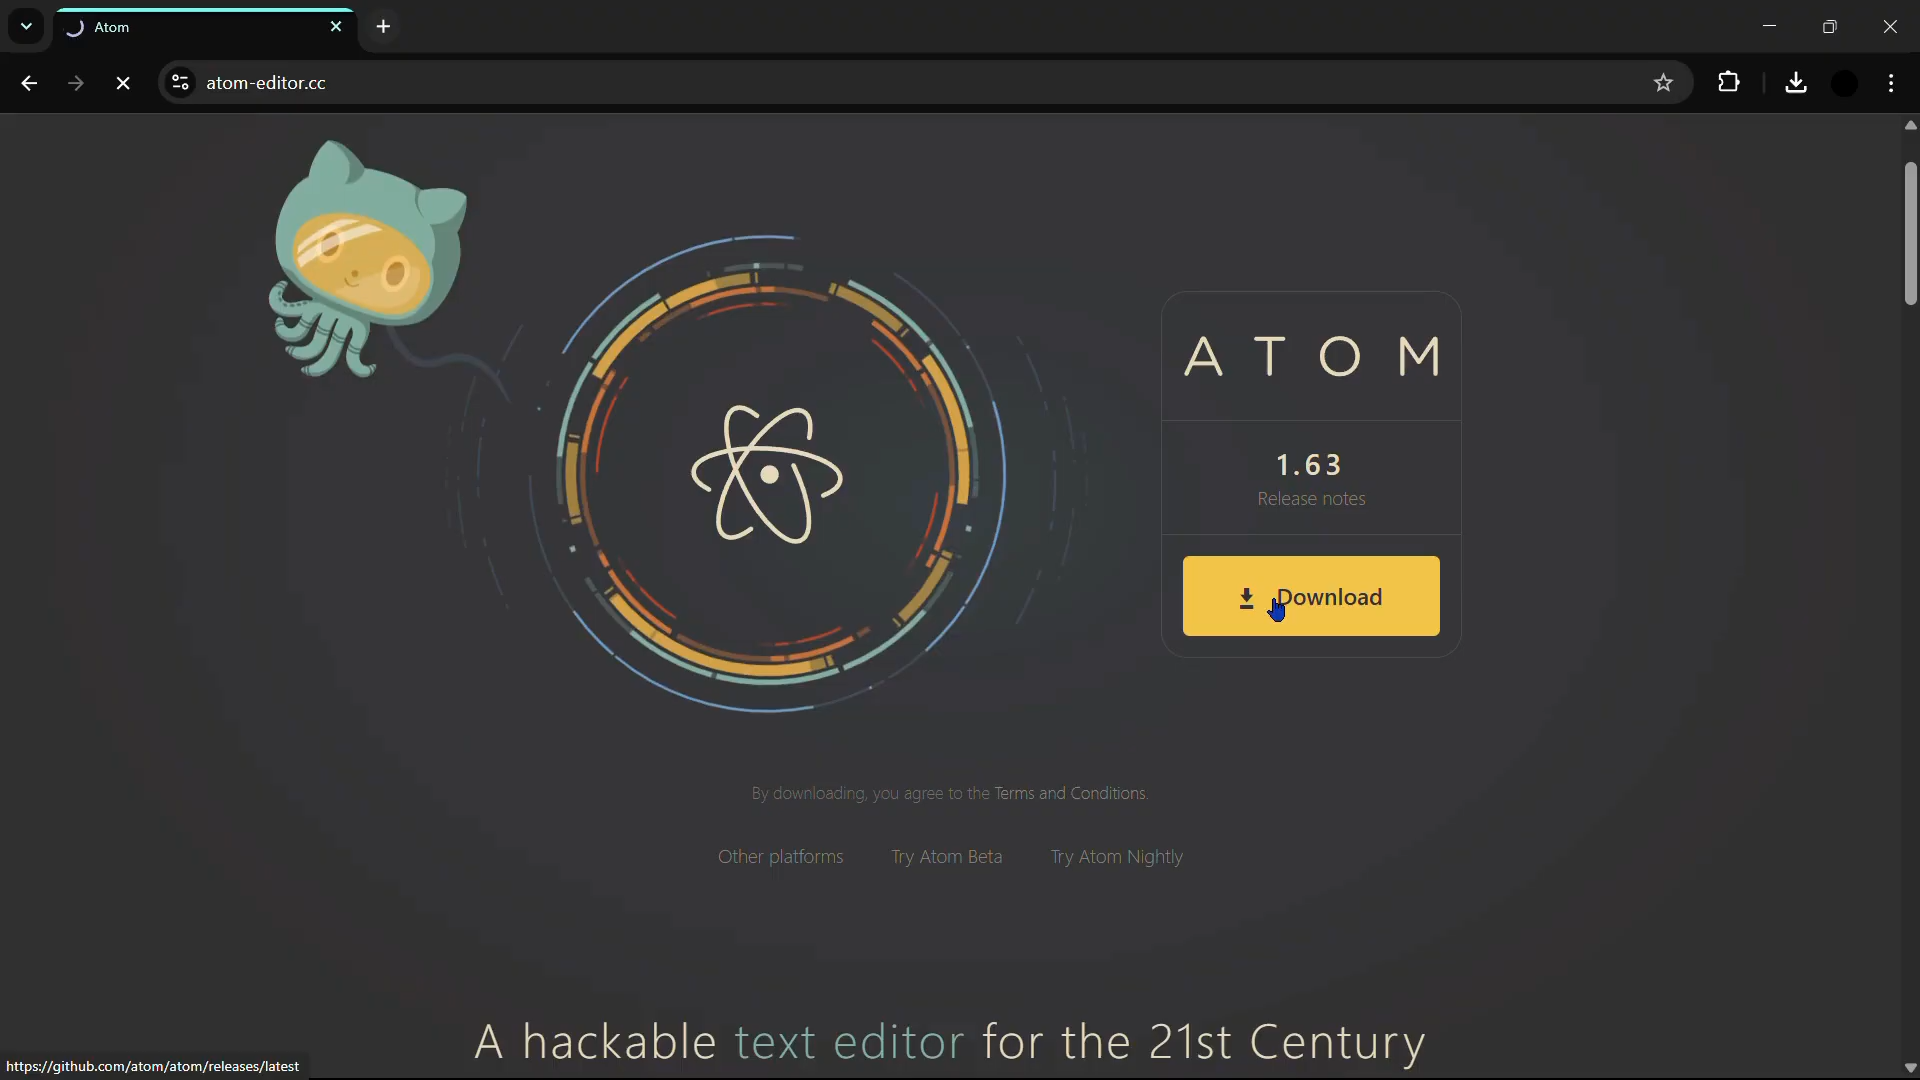 Atom
atom-editor.cc
A T O M
1.63
Release notes
Download
By downloading, you agree to the Terms and Conditions.
Other platforms Try Atom Beta Try Atom Nightly
A hackable text editor for the 21st Century
https://github.com/atom/atom/releases/latest